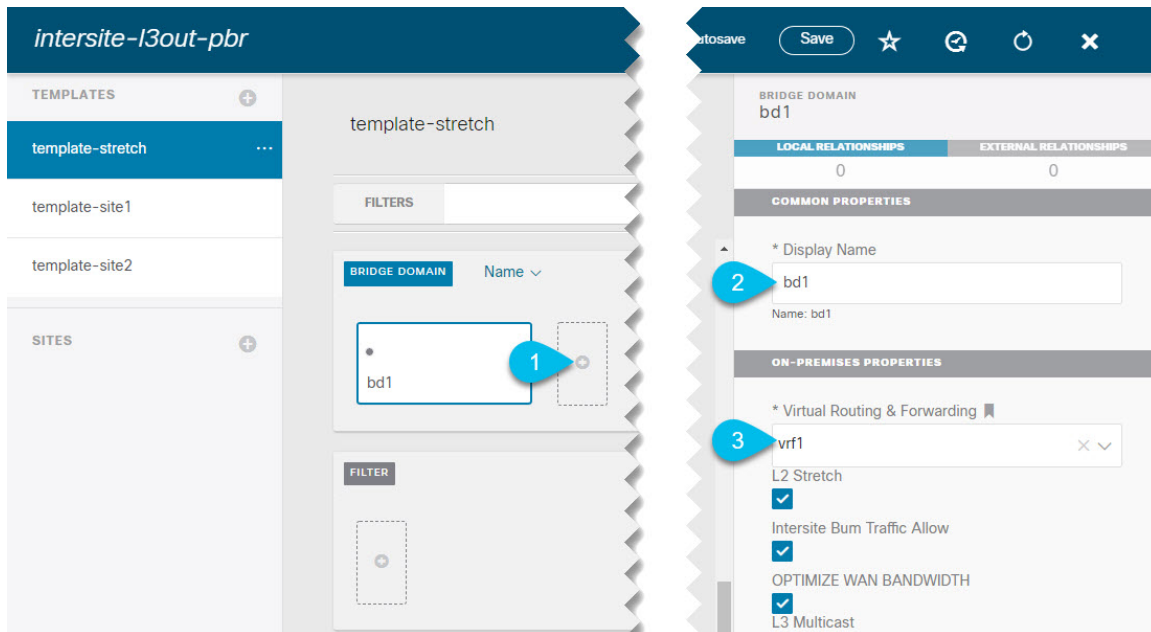 intersite-l3out-pbr
TEMPLATES
template-stretch
template-site1
template-site2
SITES
template-stretch
FILTERS
BRIDGE DOMAIN Name
bd1
1
FILTER
utosave Save
BRIDGE DOMAIN
bd1
LOCAL RELATIONSHIPS EXTERNAL RELATIONSHIPS
0 0
COMMON PROPERTIES
* Display Name
2 bd1
Name: bd1
ON-PREMISES PROPERTIES
* Virtual Routing & Forwarding
3 vrf1
L2 Stretch
Intersite Bum Traffic Allow
OPTIMIZE WAN BANDWIDTH
L3 Multicast